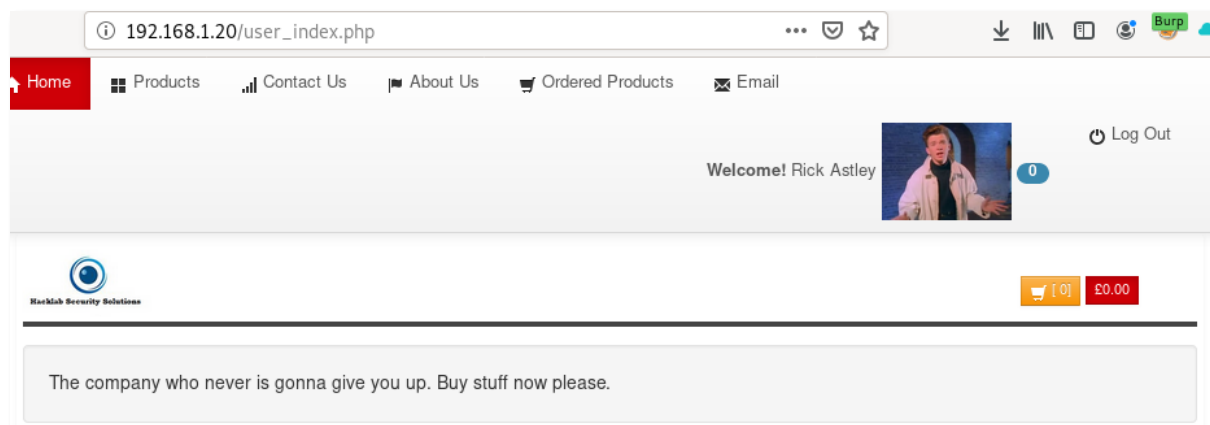 192.168.1.20/user_index.php
Burp
Home Products Contact Us About Us Ordered Products Email
Log Out
Welcome! Rick Astley 0
Hacklab Security Solutions
[ 0] £0.00
The company who never is gonna give you up. Buy stuff now please.